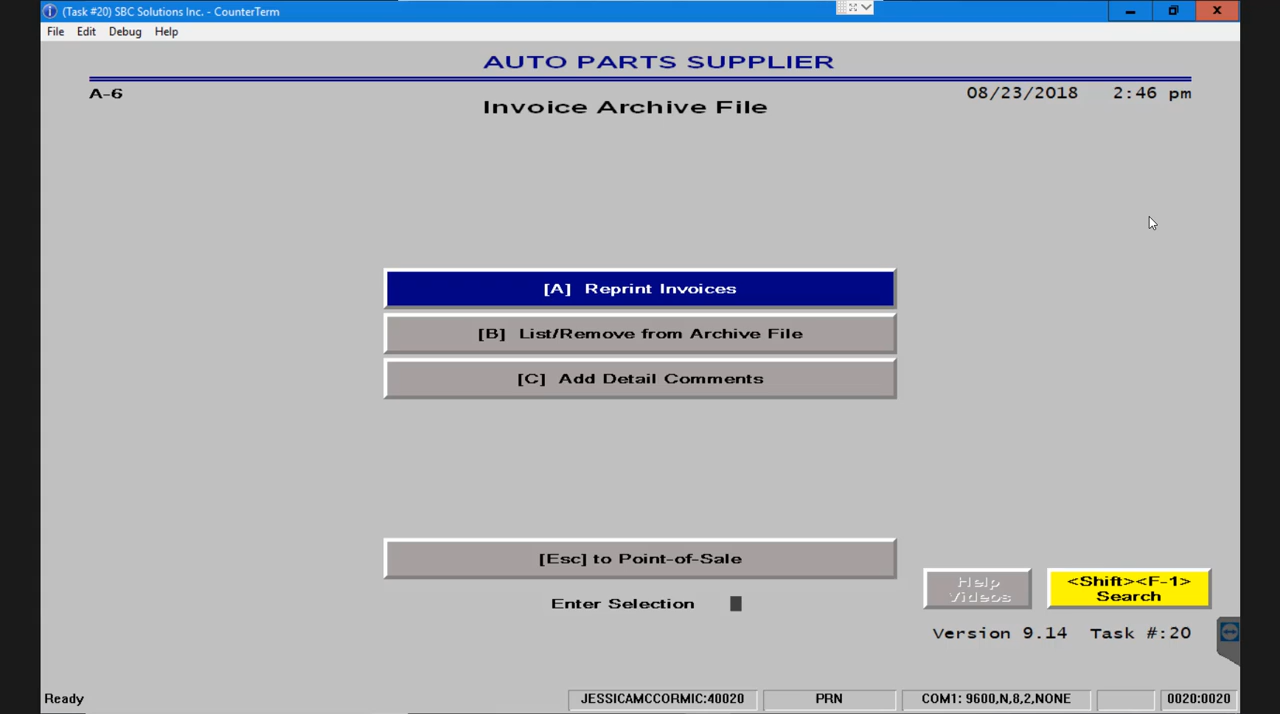 (Task #20) SBC Solutions Inc. - CounterTerm
File Edit Debug Help
AUTO PARTS SUPPLIER
A-6 08/23/2018 2:46 pm
Invoice Archive File
[A] Reprint Invoices
[B] List/Remove from Archive File
[C] Add Detail Comments
[Esc] to Point-of-Sale
Help Videos
<Shift><F-1>
Search
Enter Selection
Version 9.14 Task #:20
Ready JESSICAMCCORMIC:40020 PRN COM1: 9600,N,8,2,NONE 0020:0020